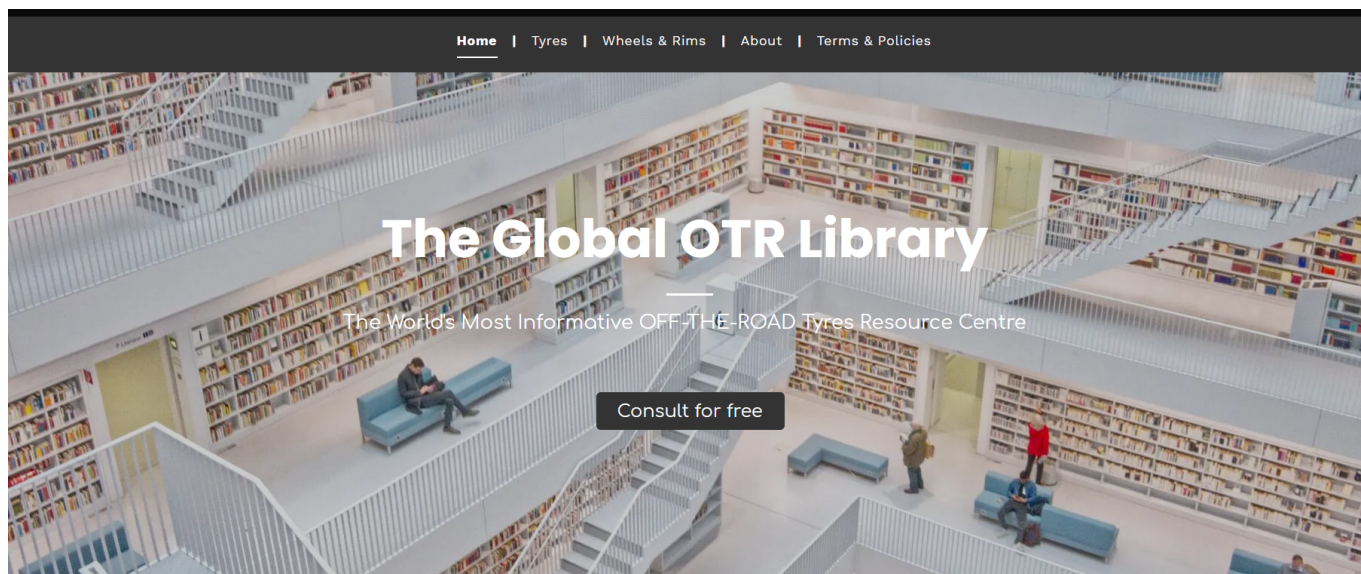 Home | Tyres | Wheels & Rims | About | Terms & Policies
The Global OTR Library
The World's Most Informative OFF-THE-ROAD Tyres Resource Centre
Consult for free